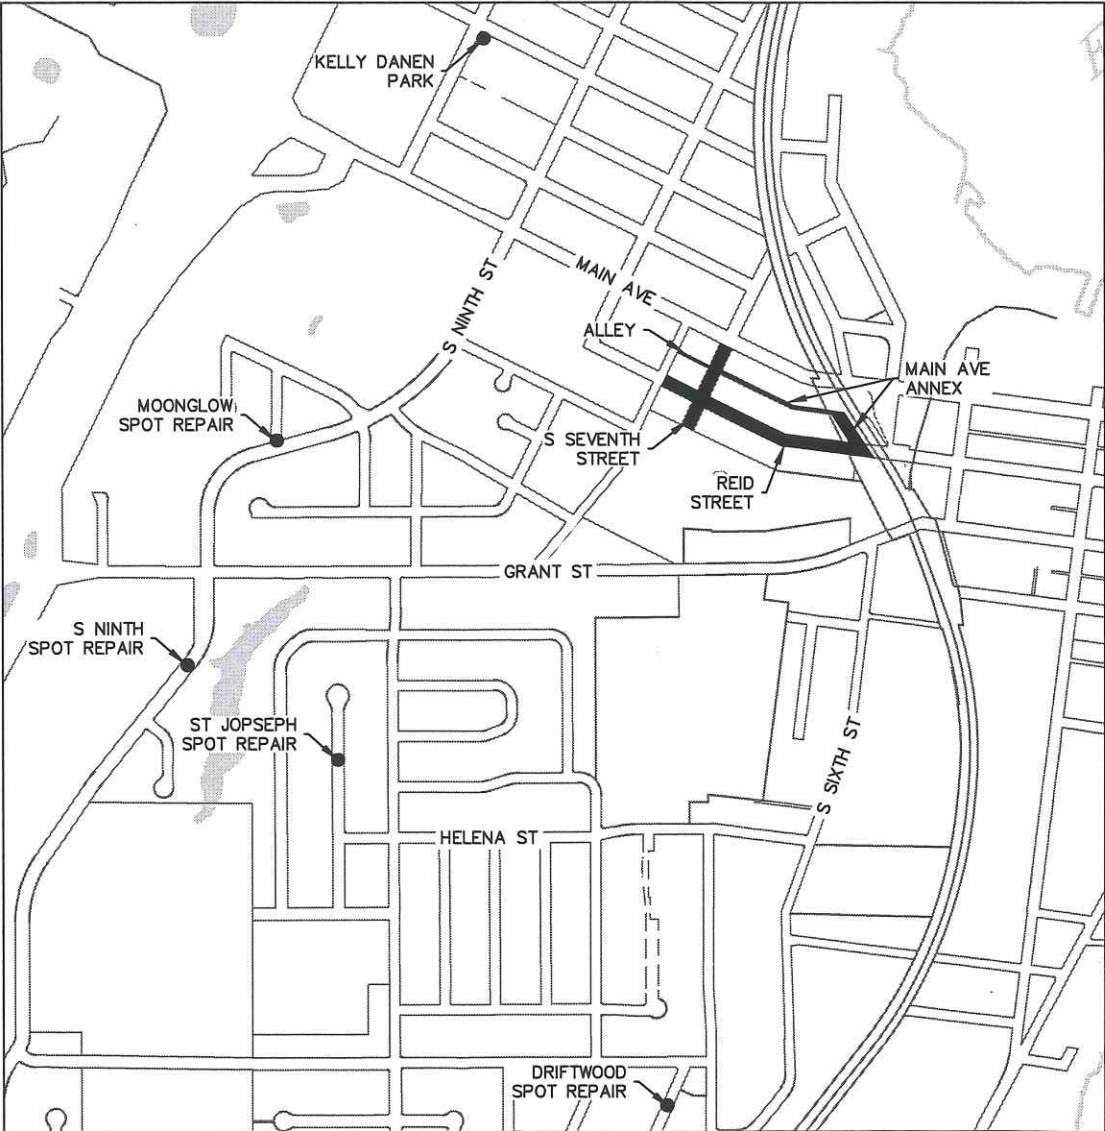 KELLY DANEN
PARK
MAIN AVE
S NINTH ST
ALLEY
MAIN AVE
ANNEX
MOONGLOW
SPOT REPAIR
S SEVENTH
STREET
REID
STREET
GRANT ST
S NINTH
SPOT REPAIR
ST JOPSEPH
SPOT REPAIR
S SIXTH ST
HELENA ST
DRIFTWOOD
SPOT REPAIR